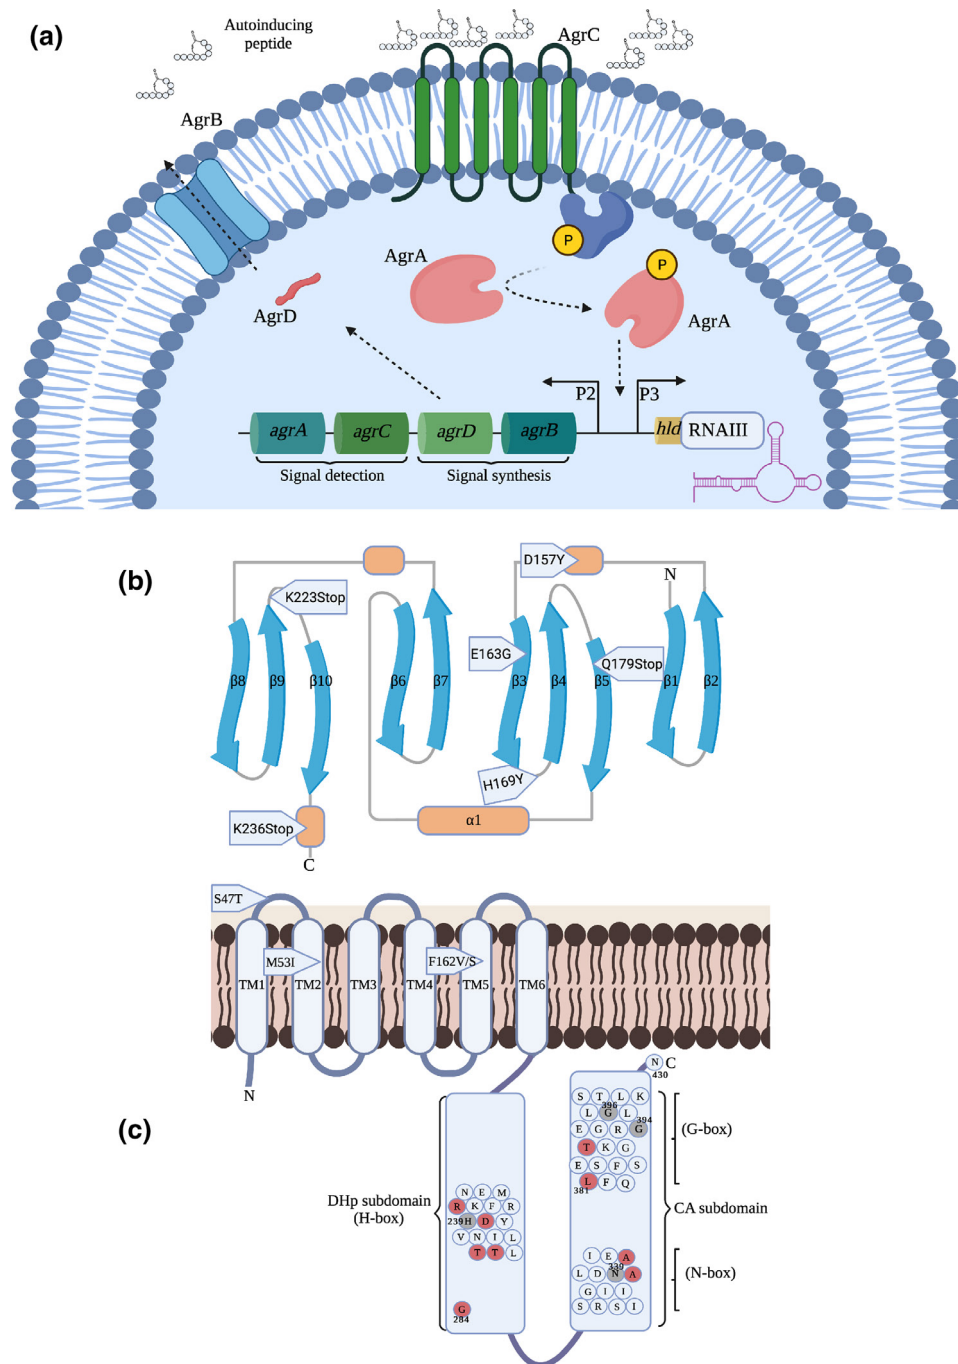 (a)
Autoinducing
peptide
AgrC
AgrB
P
P
AgrA
AgrD
AgrA
P2
P3
agrA
agrC
agrD
agrB
hld
RNAIII
Signal detection
Signal synthesis
(b)
D157Y
N
K223Stop
E163G
Q179Stop
β8
β9
β10
β6
β7
β3
β4
β5
β1
β2
H169Y
K236Stop
α1
C
S47T
M53I
F162V/S
TM1
TM2
TM3
TM4
TM5
TM6
N
N
C
430
(c)
S T L K
396
L G L
394
E G R G
T K G
E S F S
L F Q
381
(G-box)
DHp subdomain
(H-box)
N E M
R K F R
239 H D Y
V N I L
T T L
G
284
CA subdomain
I E A
339
L D N A
G I I
S R S I
(N-box)